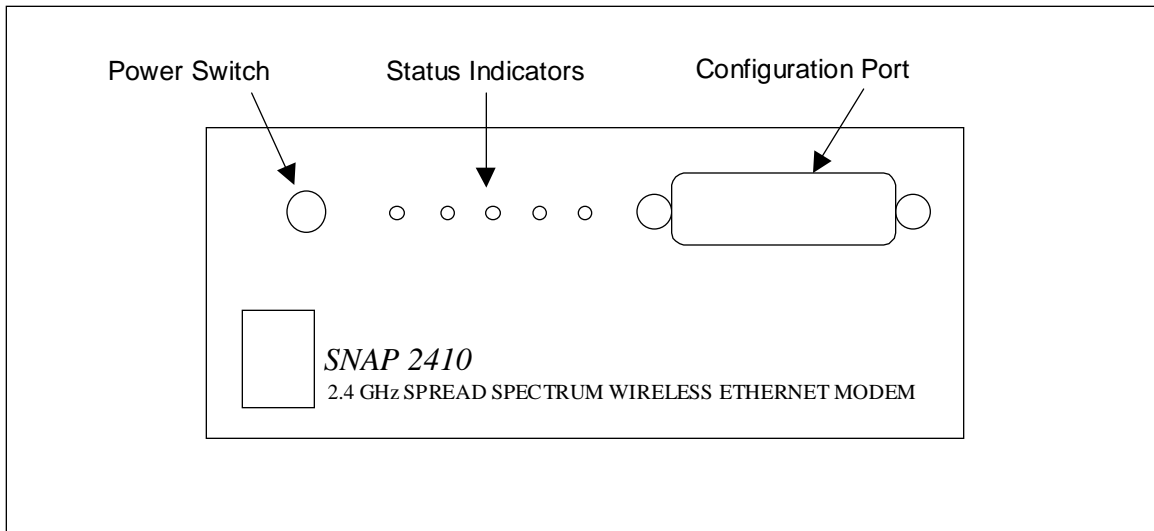 Power Switch
Status Indicators
Configuration Port
SNAP 2410
2.4 GHz SPREAD SPECTRUM WIRELESS ETHERNET MODEM